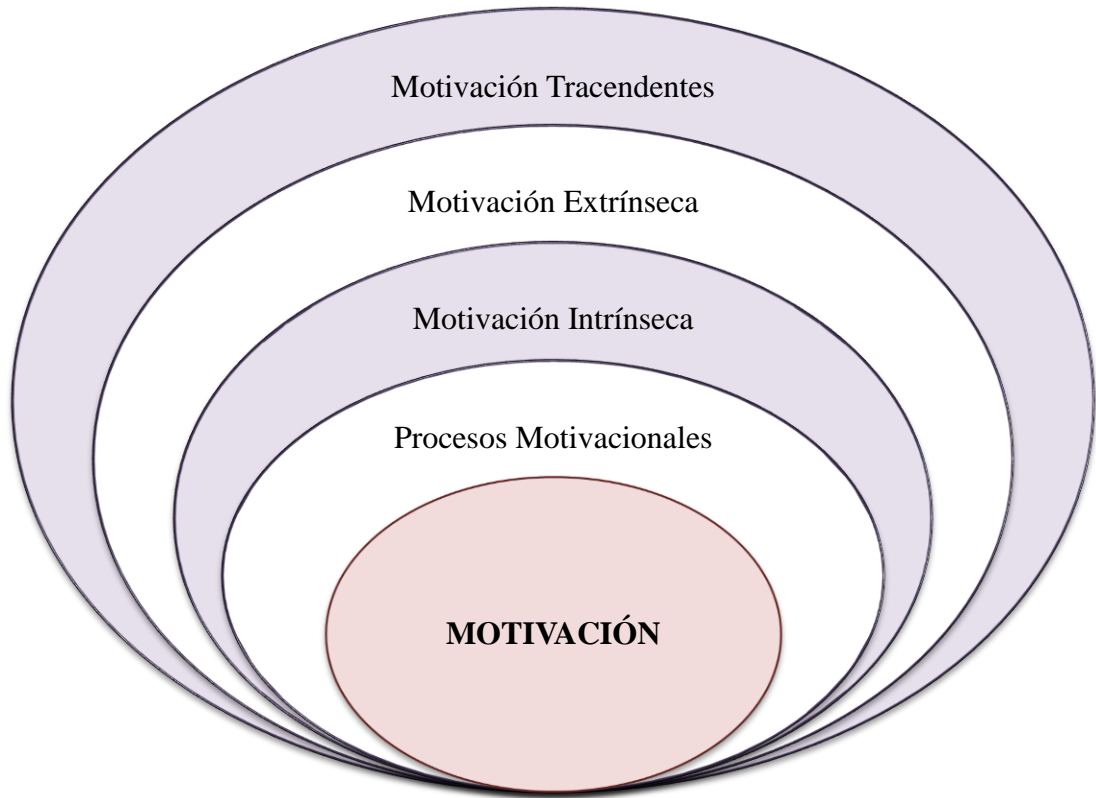 Motivación Tracendentes
Motivación Extrínseca
Motivación Intrínseca
Procesos Motivacionales
MOTIVACIÓN